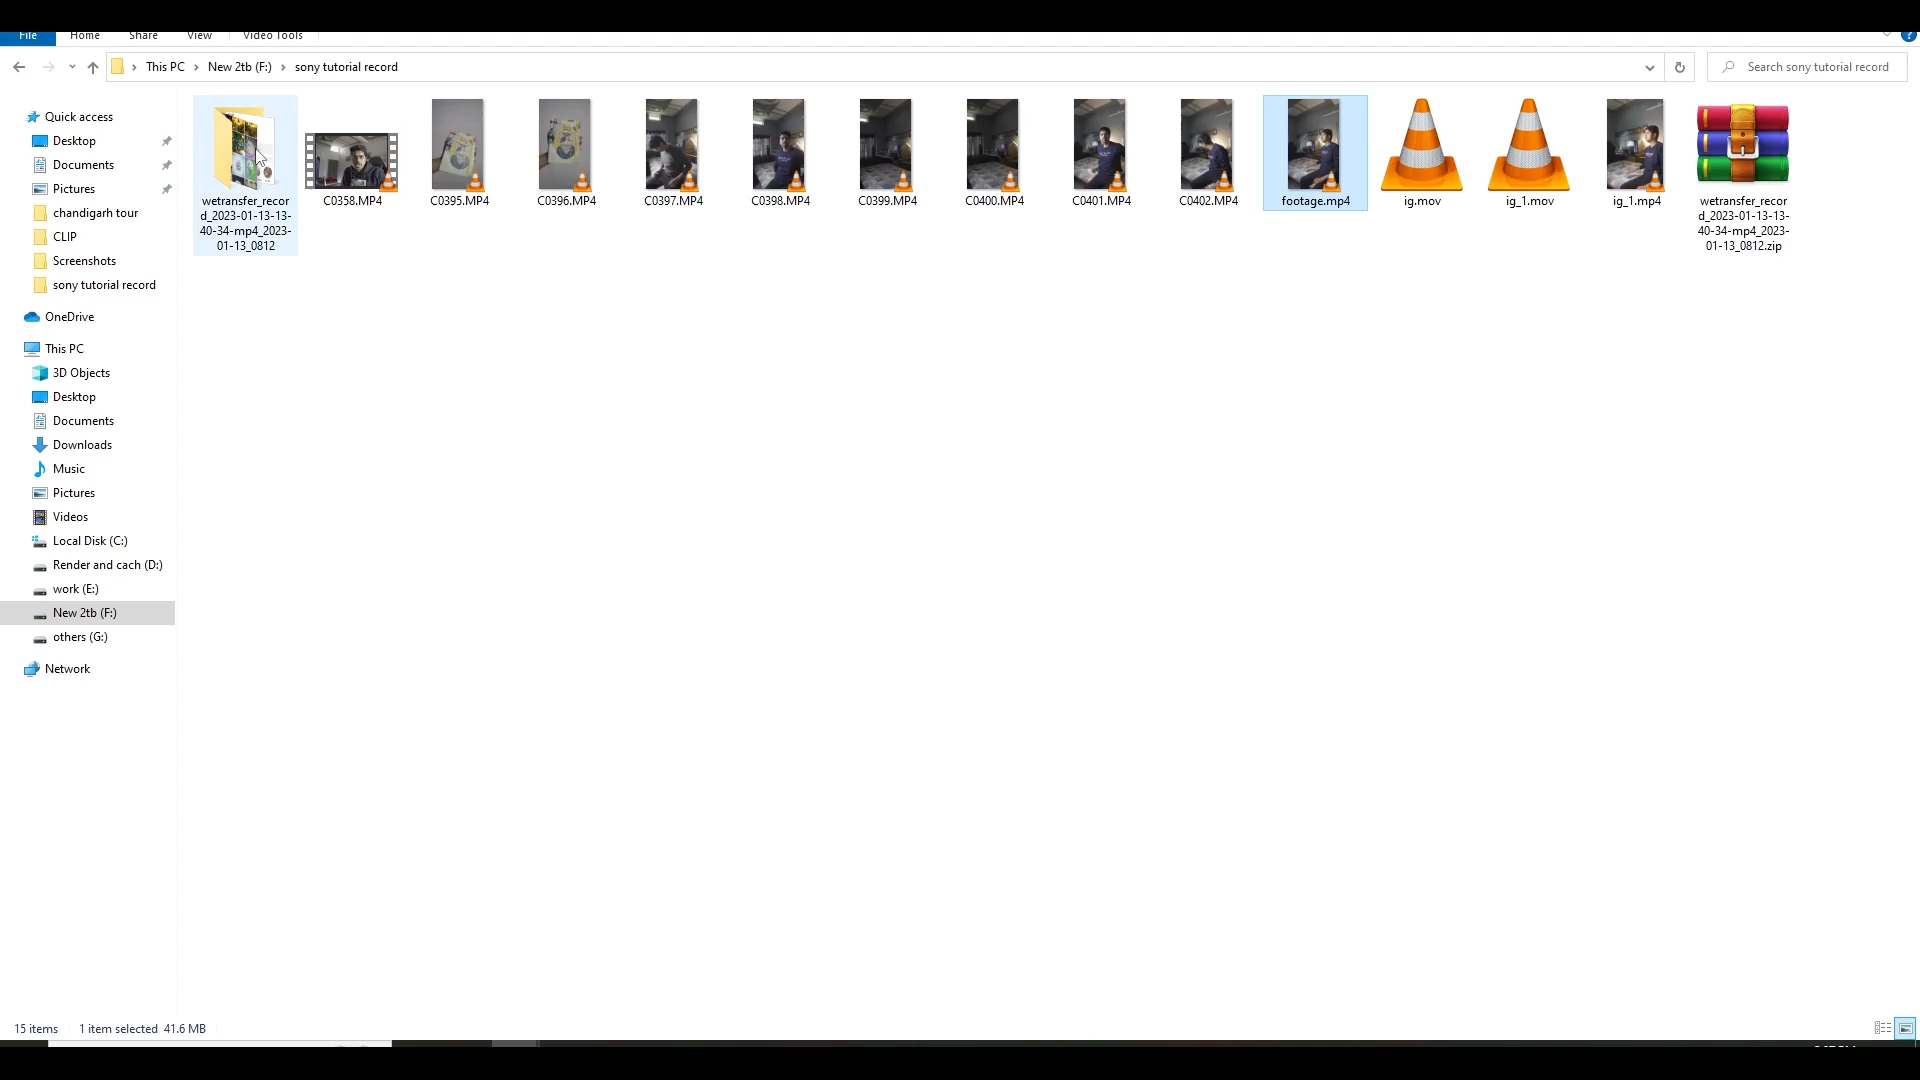 File Home Share View Video Tools
This PC New 2tb (F:) sony tutorial record Search sony tutorial record
Quick access
Desktop
Documents
Pictures
chandigarh tour
CLIP
Screenshots
sony tutorial record
OneDrive
This PC
3D Objects
Desktop
Documents
Downloads
Music
Pictures
Videos
Local Disk (C:)
Render and cach (D:)
work (E:)
New 2tb (F:)
others (G:)
Network
wetransfer_recor
d_2023-01-13-13-
40-34-mp4_2023-
01-13_0812
C0358.MP4
C0395.MP4
C0396.MP4
C0397.MP4
C0398.MP4
C0399.MP4
C0400.MP4
C0401.MP4
C0402.MP4
footage.mp4
ig.mov
ig_1.mov
ig_1.mp4
wetransfer_recor
d_2023-01-13-13-
40-34-mp4_2023-
01-13_0812.zip
15 items 1 item selected 41.6 MB